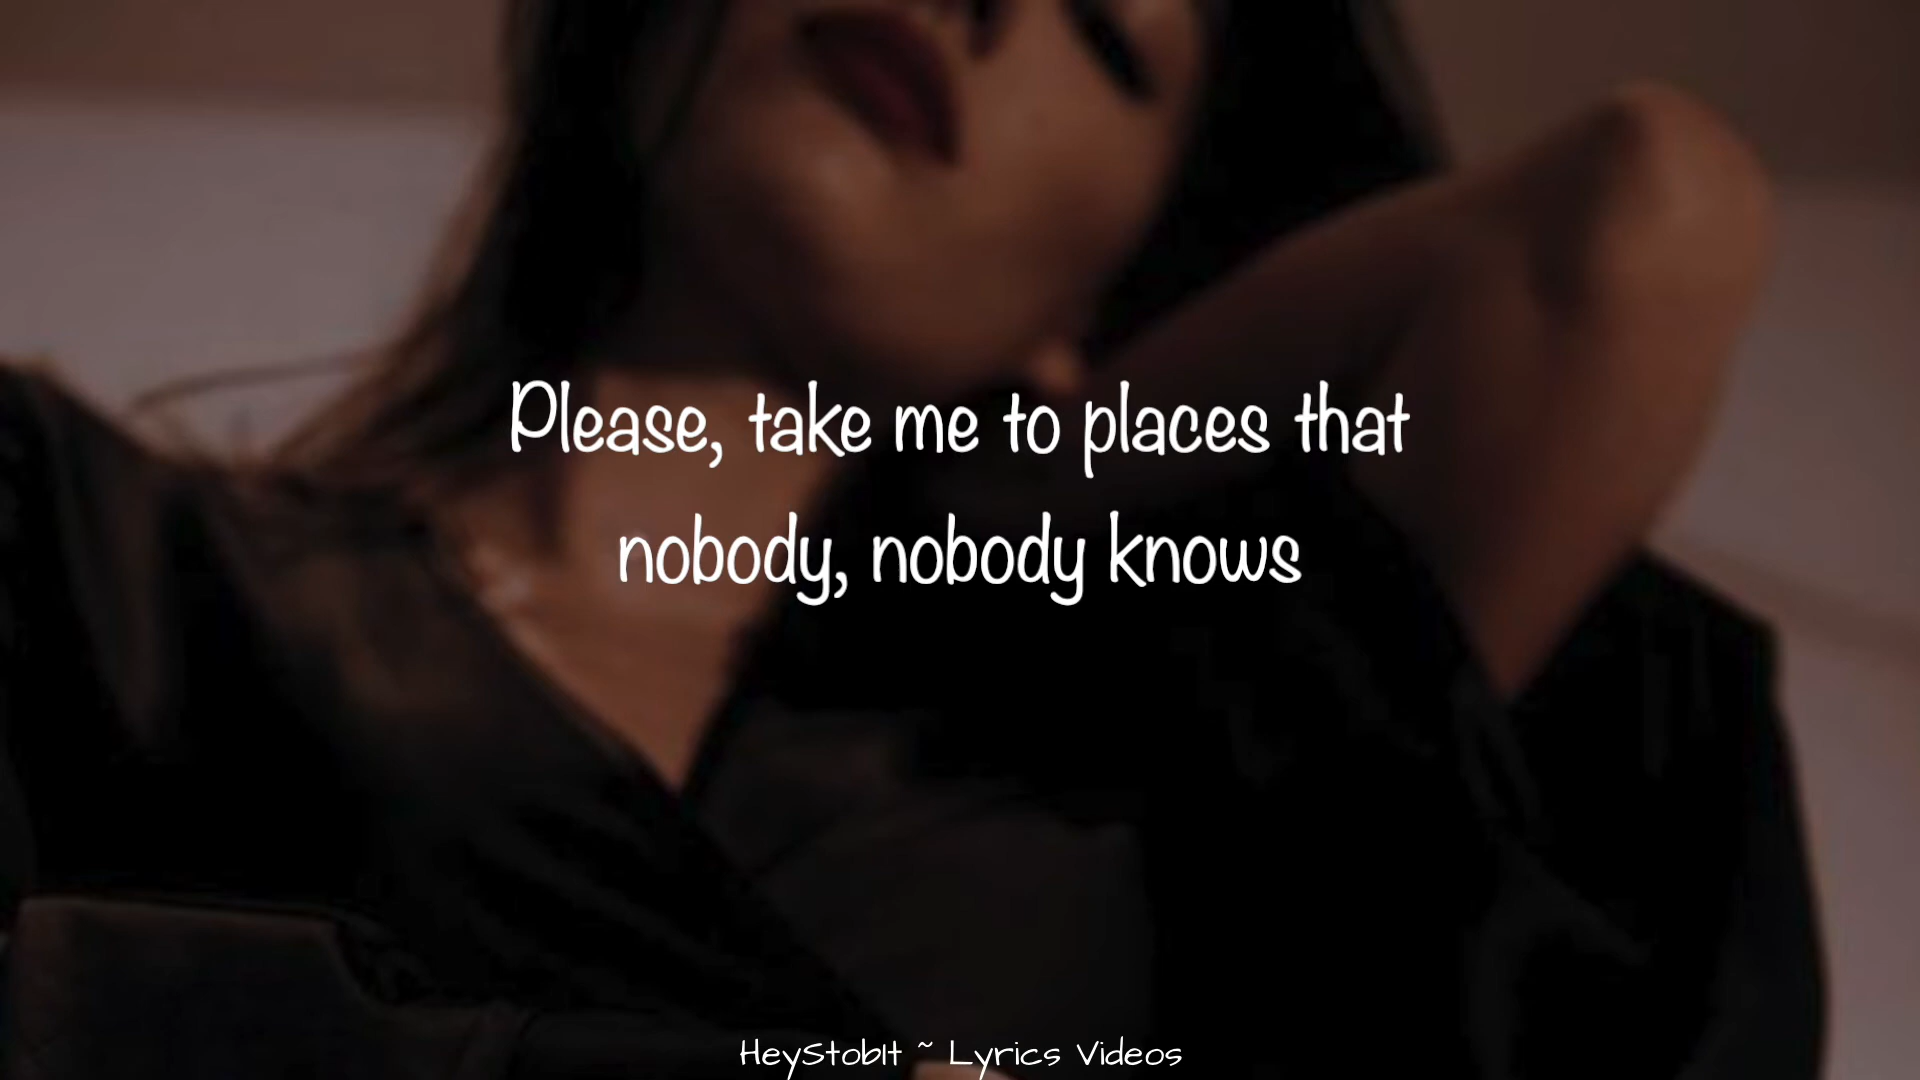 Please, take me to places that
nobody, nobody knows
HeyStobIt ~ Lyrics Videos